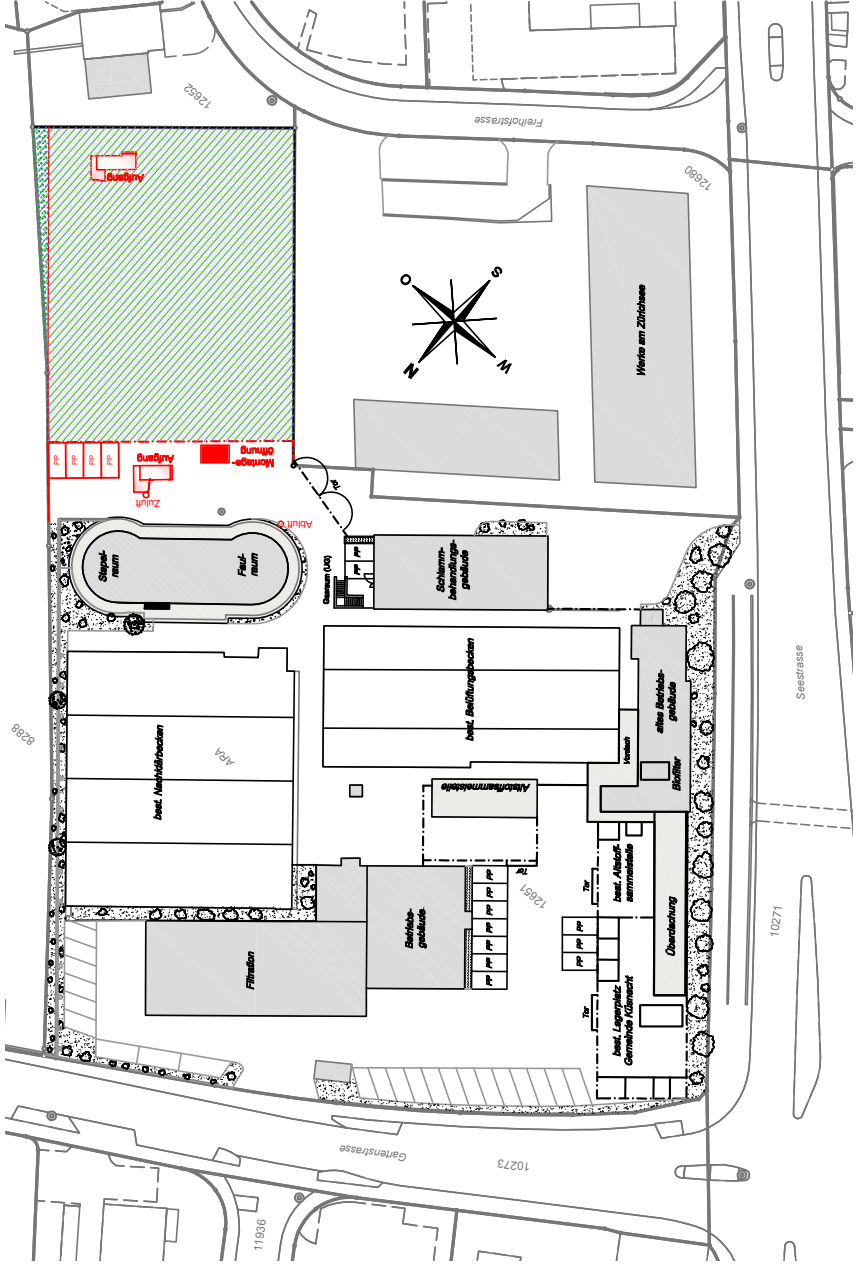 12652
Freihofstrasse
12680
Aufgang
O
S
N
W
Werke am Zürichsee
PP
PP
PP
PP
Aufgang
Montage-
öffnung
Zuluft
Abluft
Tor
Stapel-
raum
Faul-
raum
Gasraum (UG)
PP
PP
Schlamm-
behandlungs-
gebäude
8288
best. Nachklärbecken
ARA
best. Belüftungsbecken
altes Betriebs-
gebäude
Vordach
Biofilter
Seestrasse
Altstoffsammelstelle
Tor
12651
Betriebs-
gebäude
PP
PP
PP
PP
PP
PP
PP
Filtration
Tor
best. Altstoff-
sammelstelle
PP
PP
PP
Überdachung
Tor
best. Lagerplatz
Gemeinde Küsnacht
10271
Gartenstrasse
10273
11936